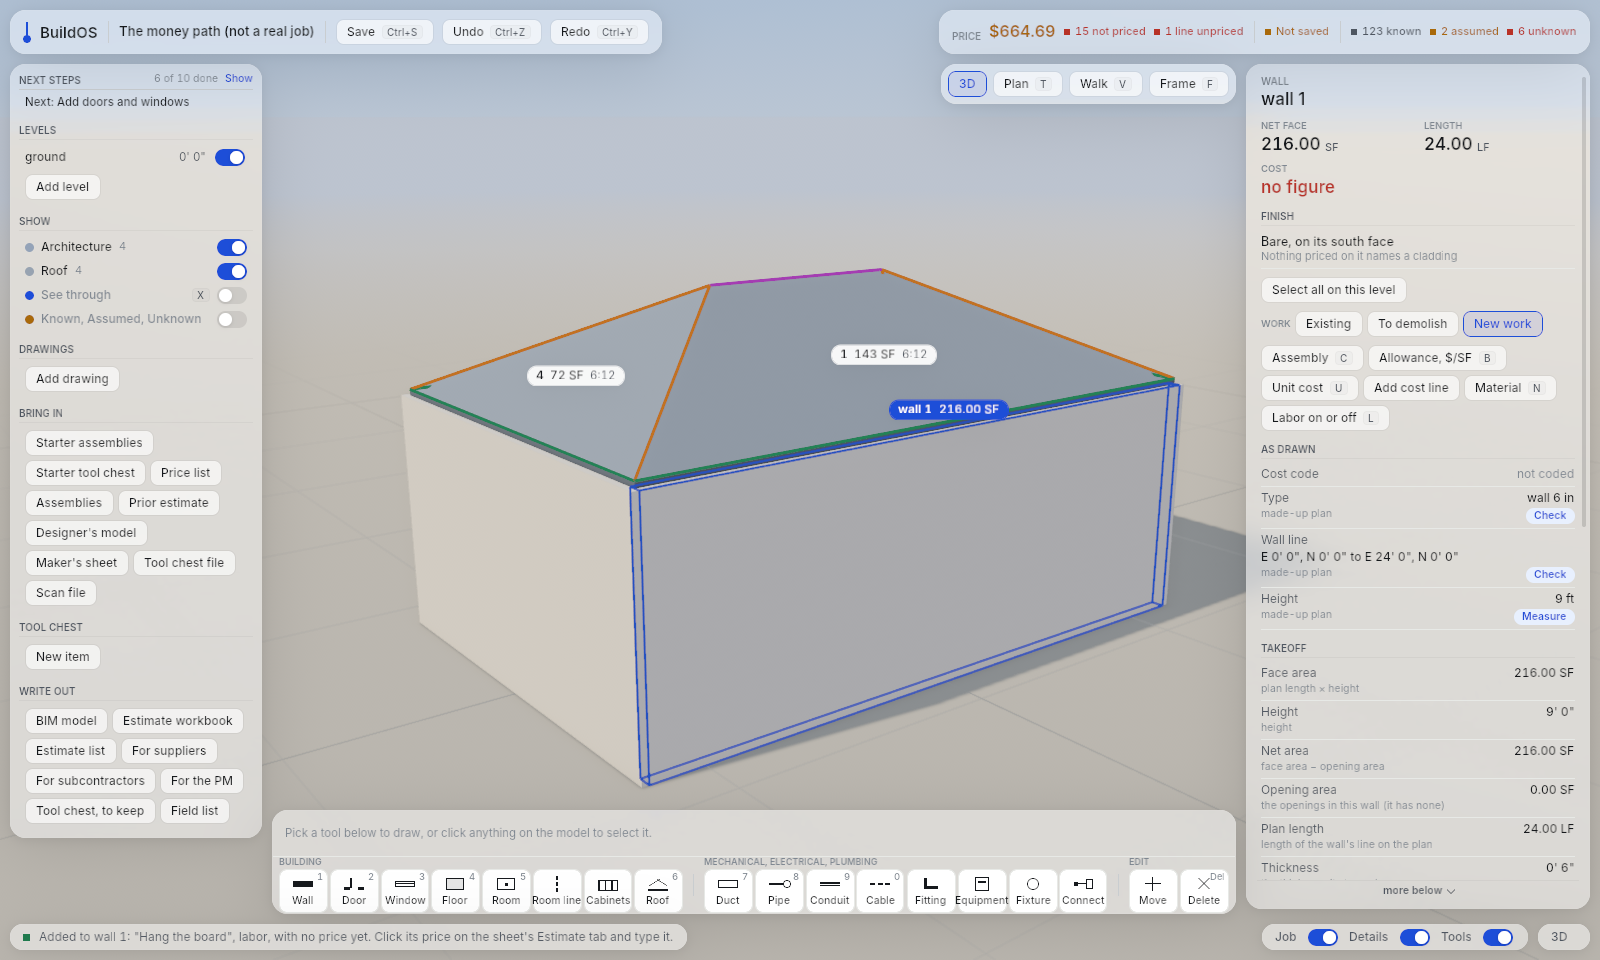 BuildOS
The money path (not a real job)
Save Ctrl+S
Undo Ctrl+Z
Redo Ctrl+Y
PRICE $664.69 15 not priced 1 line unpriced Not saved 123 known 2 assumed 6 unknown
NEXT STEPS 6 of 10 done Show
Next: Add doors and windows
LEVELS
ground 0' 0"
Add level
SHOW
Architecture 4
Roof 4
See through X
Known, Assumed, Unknown
DRAWINGS
Add drawing
BRING IN
Starter assemblies
Starter tool chest Price list
Assemblies Prior estimate
Designer's model
Maker's sheet Tool chest file
Scan file
TOOL CHEST
New item
WRITE OUT
BIM model Estimate workbook
Estimate list For suppliers
For subcontractors For the PM
Tool chest, to keep Field list
3D Plan T Walk V Frame F
4 72 SF 6:12
1 143 SF 6:12
wall 1 216.00 SF
WALL
wall 1
NET FACE LENGTH
216.00 SF 24.00 LF
COST
no figure
FINISH
Bare, on its south face
Nothing priced on it names a cladding
Select all on this level
WORK Existing To demolish New work
Assembly C Allowance, $/SF B
Unit cost U Add cost line Material N
Labor on or off L
AS DRAWN
Cost code not coded
Type wall 6 in
made-up plan Check
Wall line
E 0' 0", N 0' 0" to E 24' 0", N 0' 0"
made-up plan Check
Height 9 ft
made-up plan Measure
TAKEOFF
Face area 216.00 SF
plan length × height
Height 9' 0"
height
Net area 216.00 SF
face area − opening area
Opening area 0.00 SF
the openings in this wall (it has none)
Plan length 24.00 LF
length of the wall's line on the plan
Thickness 0' 6"
more below
Pick a tool below to draw, or click anything on the model to select it.
BUILDING MECHANICAL, ELECTRICAL, PLUMBING EDIT
1 2 3 4 5 6 7 8 9 0 Del
Wall Door Window Floor Room Room line Cabinets Roof Duct Pipe Conduit Cable Fitting Equipment Fixture Connect Move Delete
Added to wall 1: "Hang the board", labor, with no price yet. Click its price on the sheet's Estimate tab and type it.
Job Details Tools 3D